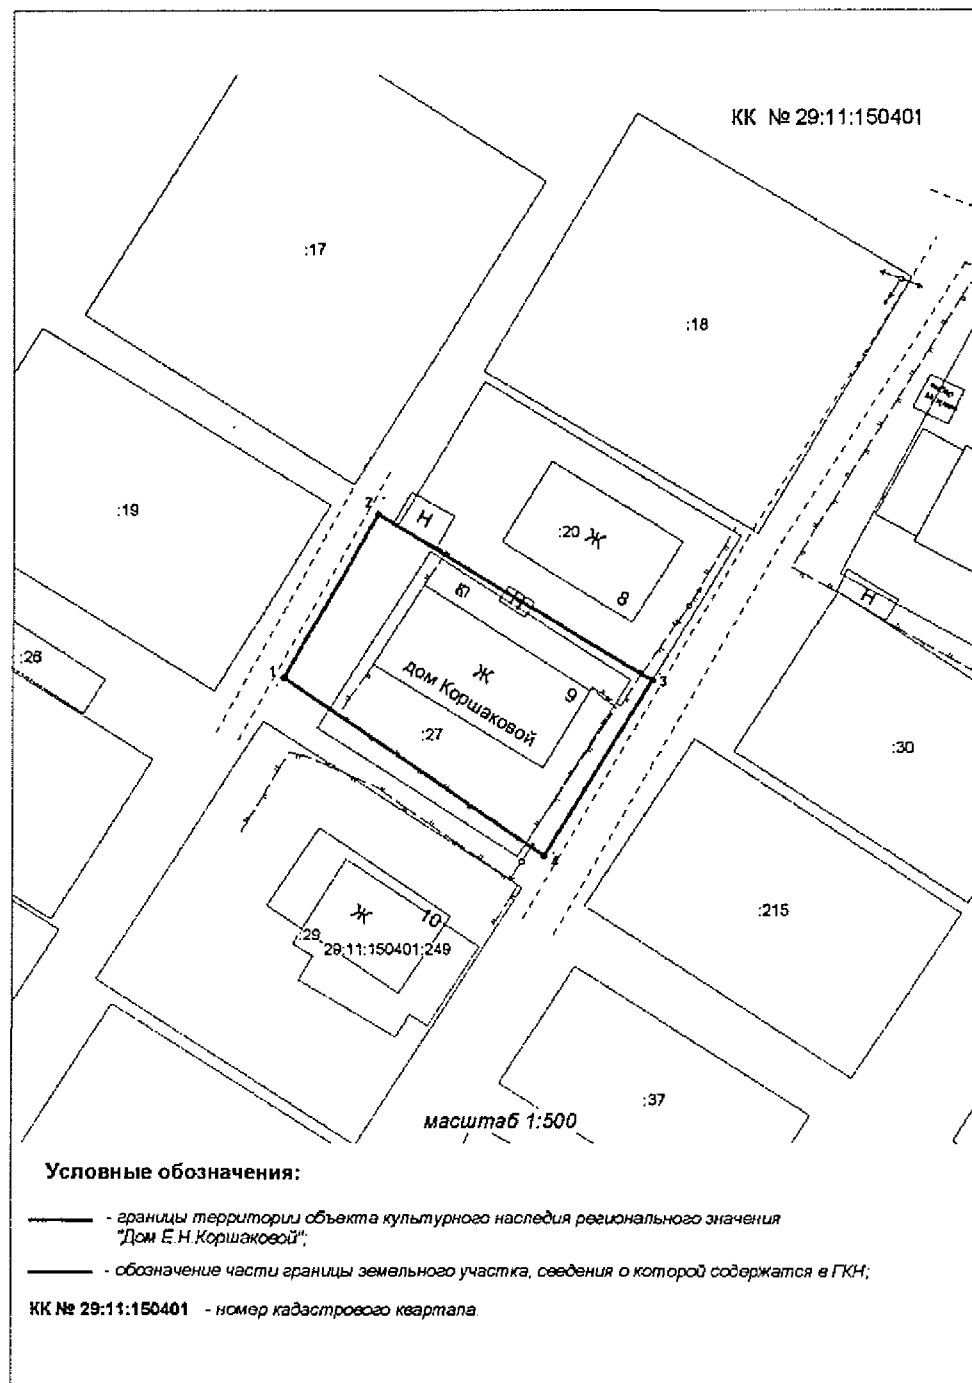 КК № 29:11:150401
:17
:18
:19
2
Н
:20 Ж
8
3
Н
КН
Ж
9
дом Коршаковой
:27
1
:26
:30
4
Ж
10
:29
29:11:150401:249
:215
:37
масштаб 1:500
Условные обозначения:
- границы территории объекта культурного наследия регионального значения
"Дом Е.Н.Коршаковой";
- обозначение части границы земельного участка, сведения о которой содержатся в ГКН;
КК № 29:11:150401 - номер кадастрового квартала.